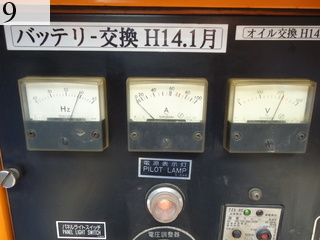 9
バッテリ-交換 H14.1月
オイル交換 H14
Hz
A
V
電源表示灯
PILOT LAMP
パネルライトスイッチ
PANEL LIGHT SWITCH
電圧調整器